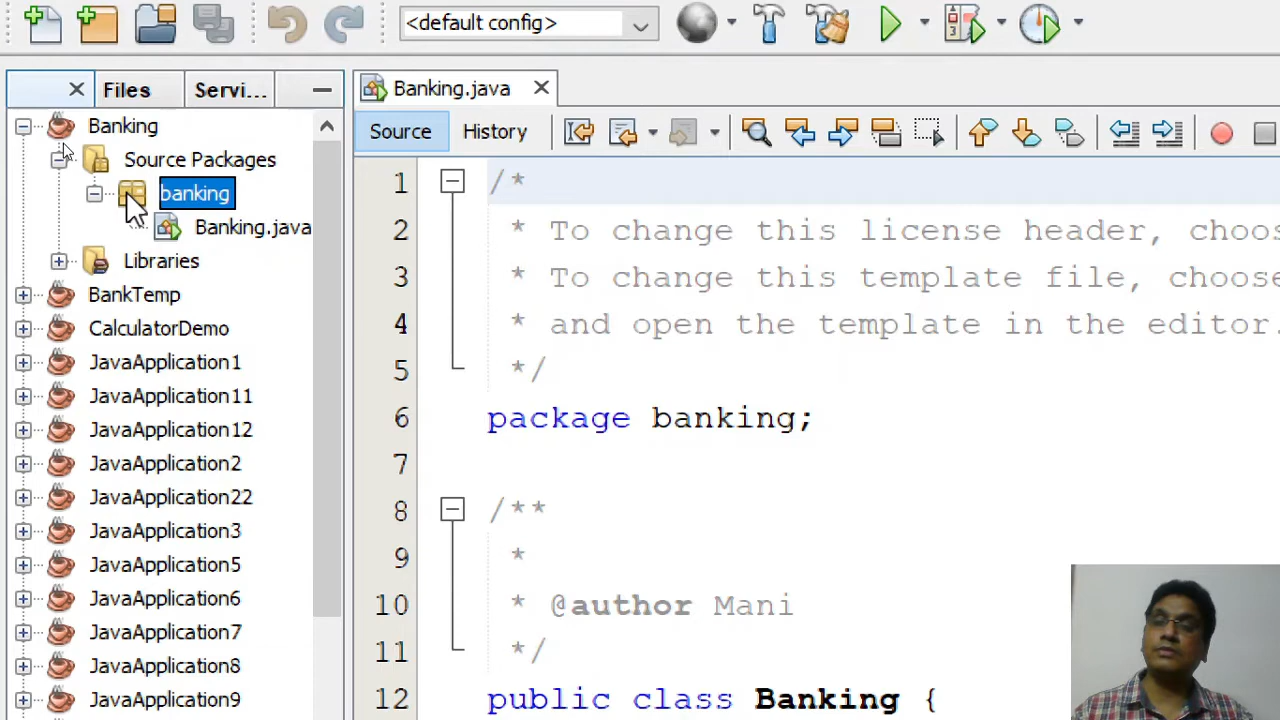 <default config>
Files
Servi...
Banking.java
Banking
Source
History
Source Packages
banking
Banking.java
Libraries
BankTemp
CalculatorDemo
JavaApplication1
JavaApplication11
JavaApplication12
JavaApplication2
JavaApplication22
JavaApplication3
JavaApplication5
JavaApplication6
JavaApplication7
JavaApplication8
JavaApplication9
1 /*
2 * To change this license header, choos
3 * To change this template file, choose
4 * and open the template in the editor.
5 */
6 package banking;
7
8 /**
9 *
10 * @author Mani
11 */
12 public class Banking {